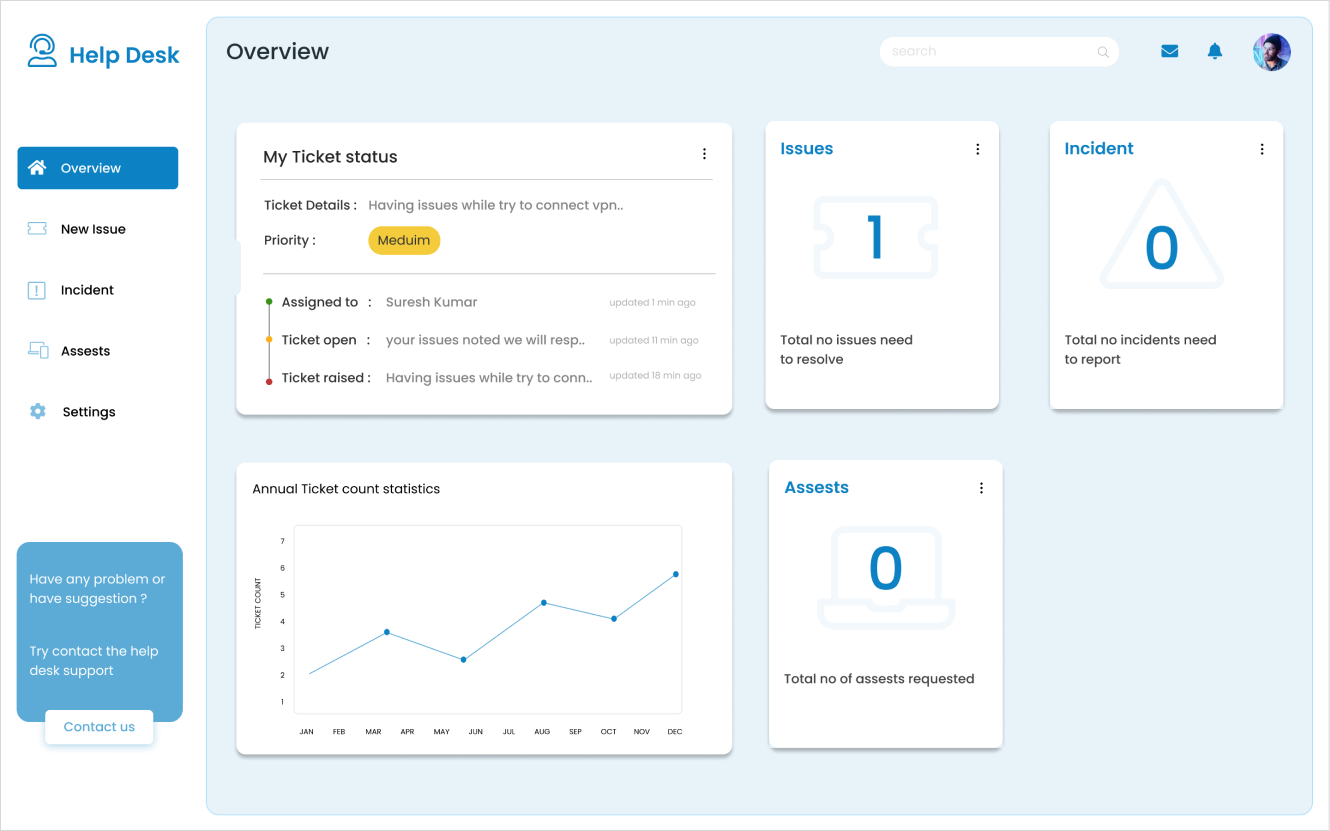 Help Desk
Overview
search
Overview
New Issue
Incident
Assests
Settings
Have any problem or
have suggestion ?
Try contact the help
desk support
Contact us
My Ticket status
Ticket Details : Having issues while try to connect vpn..
Priority : Meduim
Assigned to : Suresh Kumar updated 1 min ago
Ticket open : your issues noted we will resp.. updated 11 min ago
Ticket raised : Having issues while try to conn.. updated 18 min ago
Issues
1
Total no issues need
to resolve
Incident
0
Total no incidents need
to report
Annual Ticket count statistics
TICKET COUNT
7
6
5
4
3
2
1
JAN FEB MAR APR MAY JUN JUL AUG SEP OCT NOV DEC
Assests
0
Total no of assests requested